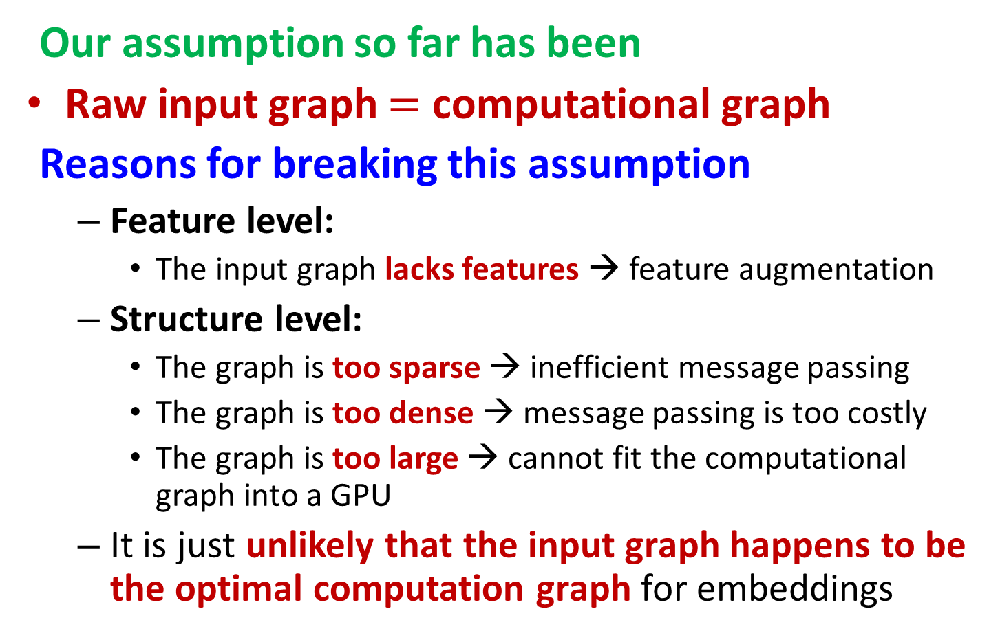 Our assumption so far has been
• Raw input graph = computational graph
Reasons for breaking this assumption
– Feature level:
• The input graph lacks features → feature augmentation
– Structure level:
• The graph is too sparse → inefficient message passing
• The graph is too dense → message passing is too costly
• The graph is too large → cannot fit the computational
graph into a GPU
– It is just unlikely that the input graph happens to be
the optimal computation graph for embeddings